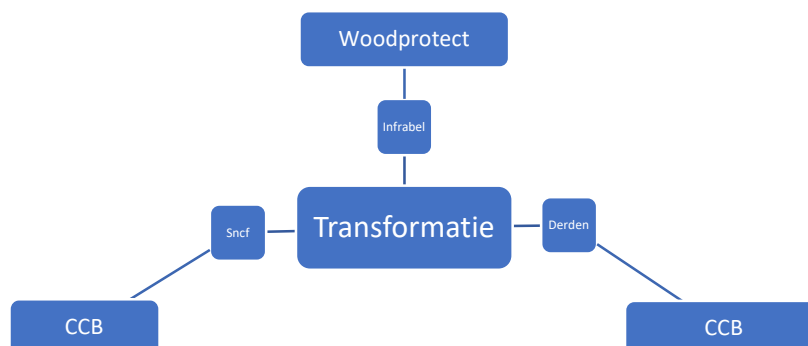 Woodprotect
Infrabel
Sncf
Transformatie
Derden
CCB
CCB